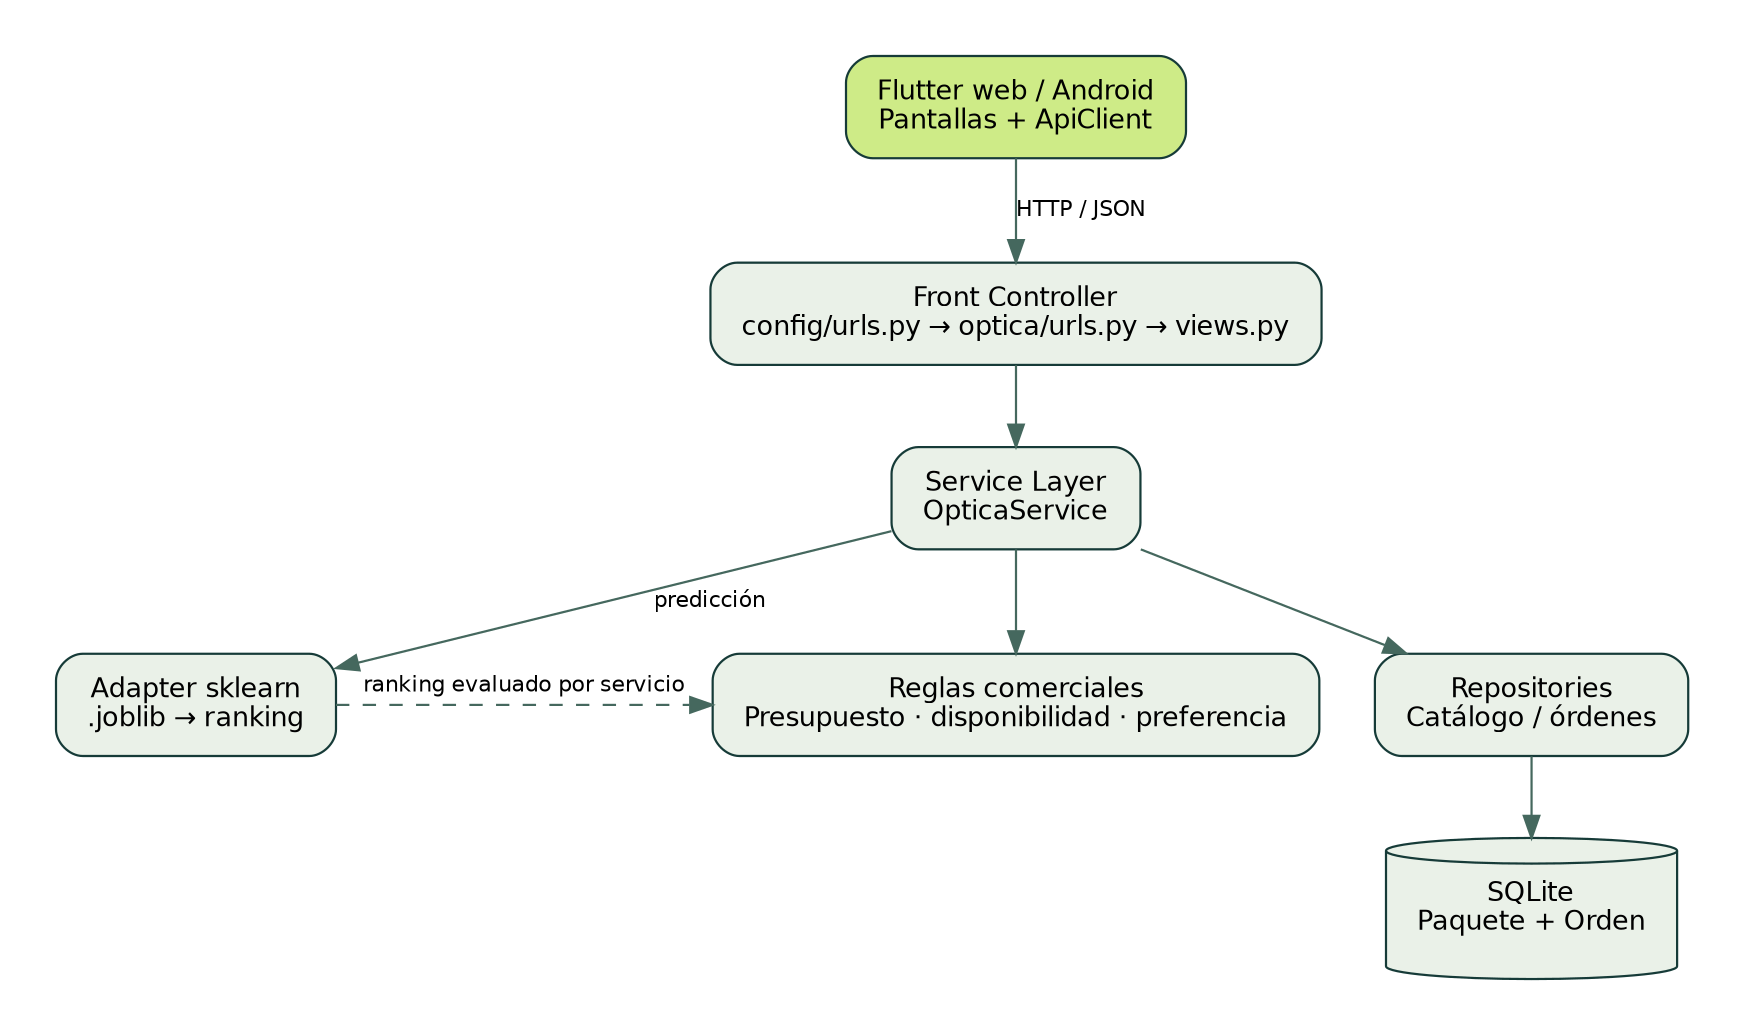 Flutter web / Android
Pantallas + ApiClient
HTTP / JSON
Front Controller
config/urls.py → optica/urls.py → views.py
Service Layer
OpticaService
predicción
Adapter sklearn
.joblib → ranking
ranking evaluado por servicio
Reglas comerciales
Presupuesto · disponibilidad · preferencia
Repositories
Catálogo / órdenes
SQLite
Paquete + Orden